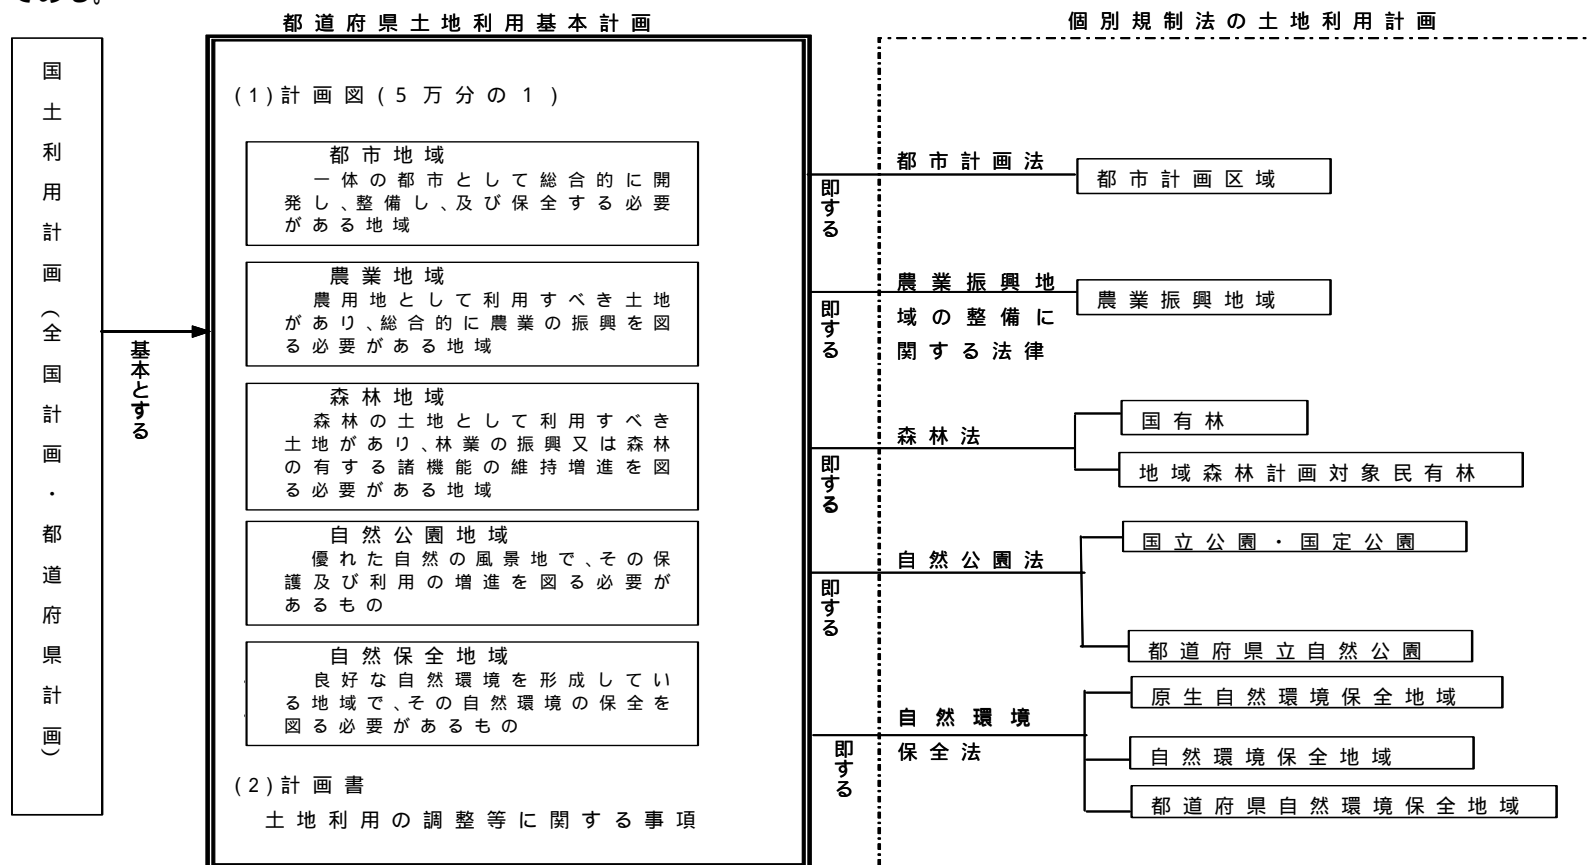 である。
都道府県土地利用基本計画
個別規制法の土地利用計画
国土利用計画（全国計画・都道府県計画）
基本とする
(1)計画図(5万分の1)
都市地域
一体の都市として総合的に開
発し、整備し、及び保全する必要
がある地域
農業地域
農用地として利用すべき土地
があり、総合的に農業の振興を図
る必要がある地域
森林地域
森林の土地として利用すべき
土地があり、林業の振興又は森林
の有する諸機能の維持増進を図
る必要がある地域
自然公園地域
優れた自然の風景地で、その保
護及び利用の増進を図る必要が
あるもの
自然保全地域
良好な自然環境を形成してい
る地域で、その自然環境の保全を
図る必要があるもの
(2)計画書
土地利用の調整等に関する事項
即する
都市計画法
都市計画区域
即する
農業振興地
域の整備に
関する法律
農業振興地域
即する
森林法
国有林
地域森林計画対象民有林
即する
自然公園法
国立公園・国定公園
都道府県立自然公園
即する
自然環境
保全法
原生自然環境保全地域
自然環境保全地域
都道府県自然環境保全地域